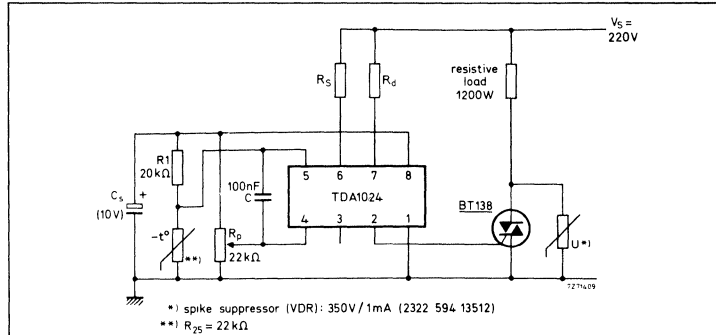 V_S =
220V
R_S
R_d
resistive
load
1200W
R1
20kΩ
6 7 8
5
100nF
C
TDA1024
C_s +
(10V)
BT138
-t°
**)
R_p
22kΩ
4 3 2 1
U*)
7Z71409
*) spike suppressor (VDR): 350V/1mA (2322 594 13512)
**) R_25 = 22kΩ